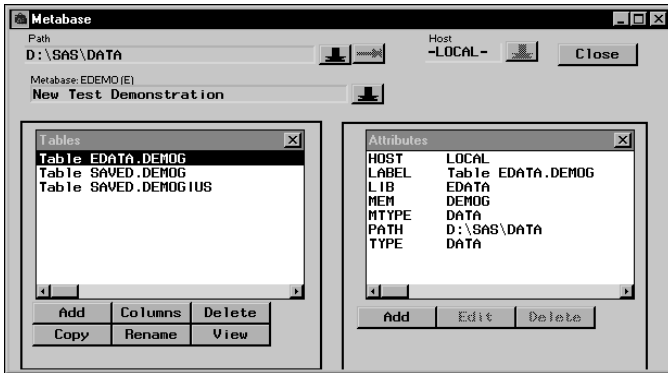 Metabase
Path
D:\SAS\DATA
Host
-LOCAL-
Close
Metabase: EDEMO (E)
New Test Demonstration
Tables
Table EDATA.DEMOG
Table SAVED.DEMOG
Table SAVED.DEMOGIUS
Add Columns Delete
Copy Rename View
Attributes
HOST LOCAL
LABEL Table EDATA.DEMOG
LIB EDATA
MEM DEMOG
MTYPE DATA
PATH D:\SAS\DATA
TYPE DATA
Add Edit Delete